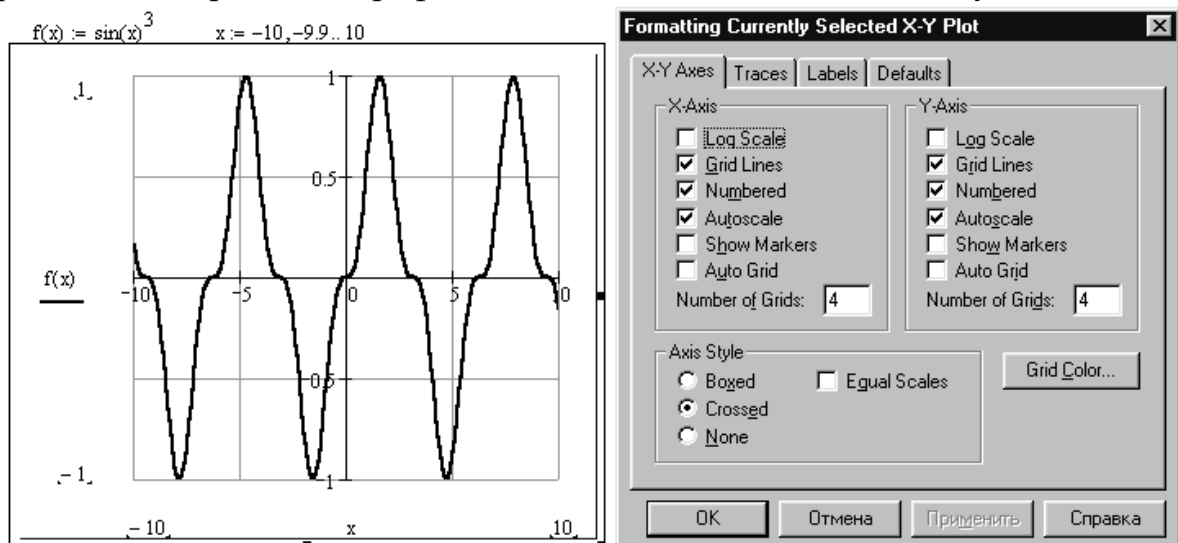 f(x) := sin(x)^3 x := −10, −9.9 .. 10
1
1
0.5
f(x)
−10
−5
0
5
10
−0.5
−1
−1
−10
x
10
Formatting Currently Selected X-Y Plot
X-Y Axes Traces Labels Defaults
X-Axis
Log Scale
Grid Lines
Numbered
Autoscale
Show Markers
Auto Grid
Number of Grids: 4
Y-Axis
Log Scale
Grid Lines
Numbered
Autoscale
Show Markers
Auto Grid
Number of Grids: 4
Axis Style
Boxed
Crossed
None
Equal Scales
Grid Color...
OK Отмена Применить Справка